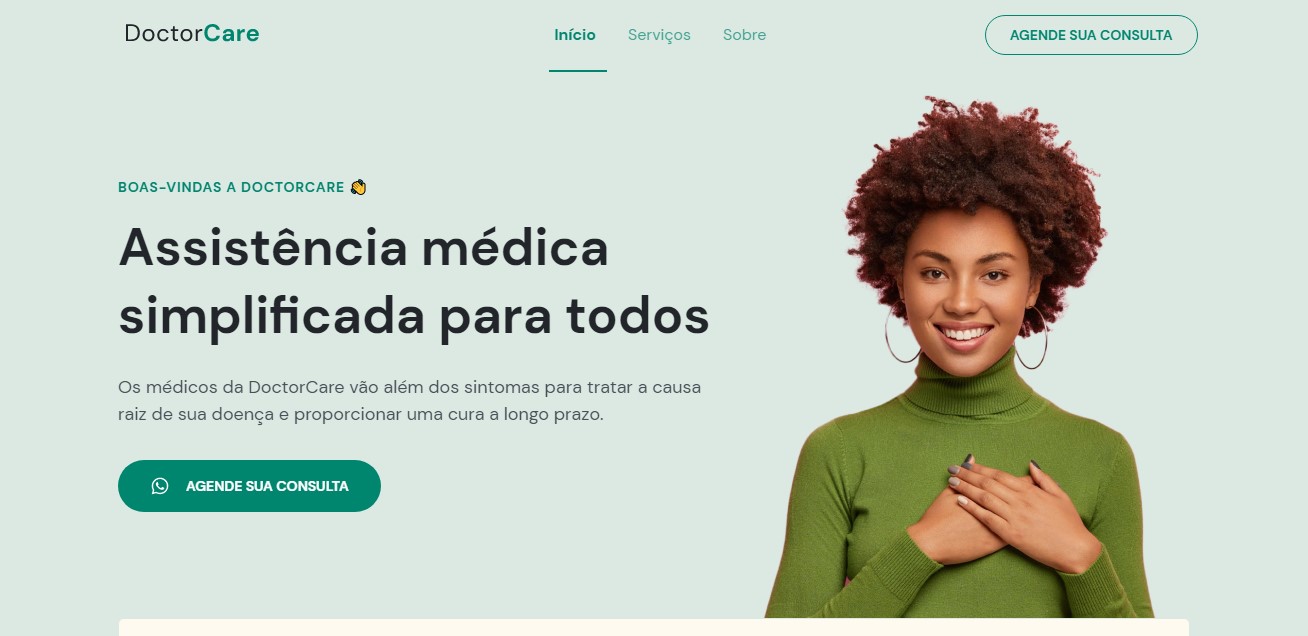 DoctorCare
Início
Serviços
Sobre
AGENDE SUA CONSULTA
BOAS-VINDAS A DOCTORCARE 👋
Assistência médica
simplificada para todos
Os médicos da DoctorCare vão além dos sintomas para tratar a causa
raiz de sua doença e proporcionar uma cura a longo prazo.
AGENDE SUA CONSULTA